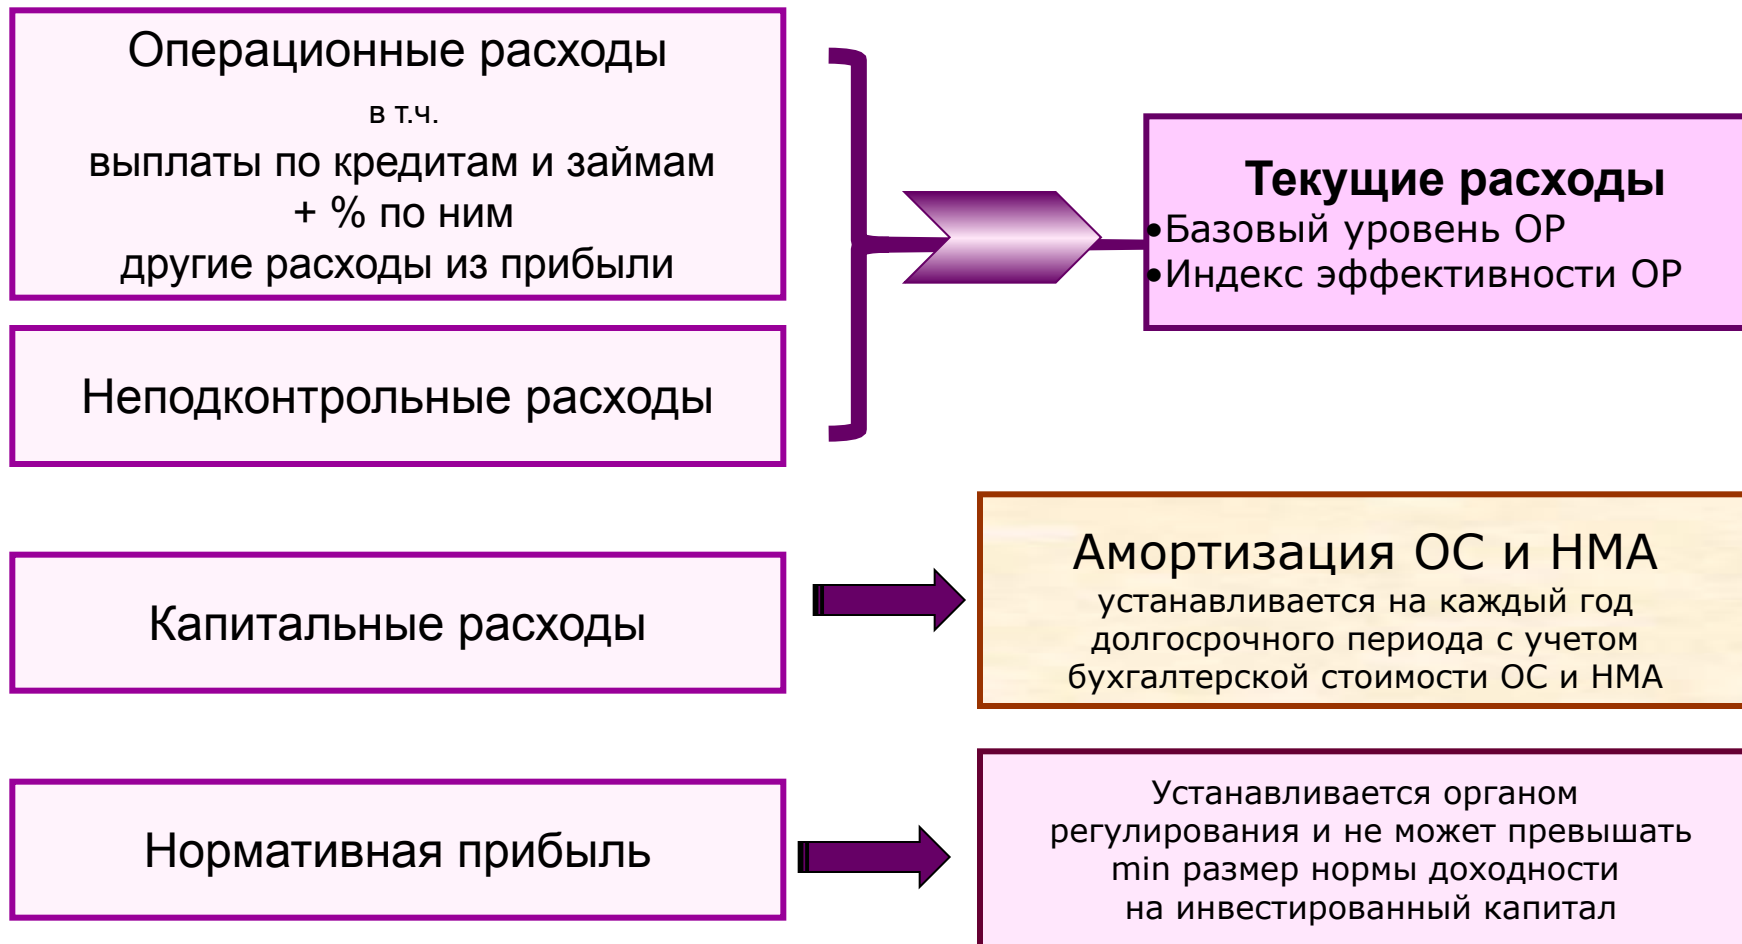 Операционные расходы
в т.ч.
выплаты по кредитам и займам
+ % по ним
другие расходы из прибыли
Неподконтрольные расходы
Текущие расходы
•Базовый уровень ОР
•Индекс эффективности ОР
Капитальные расходы
Амортизация ОС и НМА
устанавливается на каждый год
долгосрочного периода с учетом
бухгалтерской стоимости ОС и НМА
Нормативная прибыль
Устанавливается органом
регулирования и не может превышать
min размер нормы доходности
на инвестированный капитал